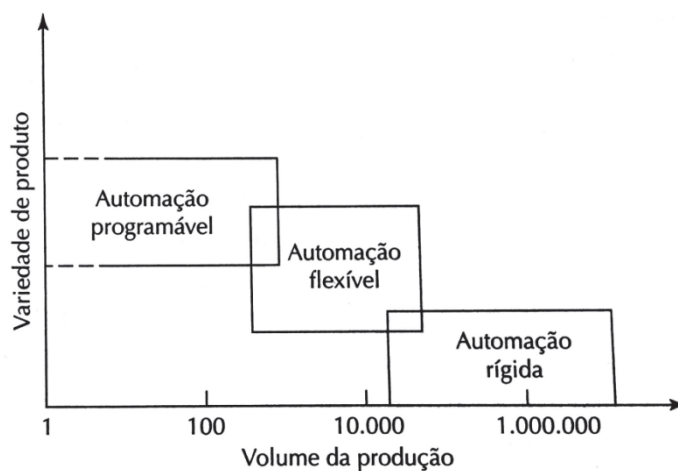 Variedade de produto
Automação
programável
Automação
flexível
Automação
rígida
1
100
10.000
1.000.000
Volume da produção